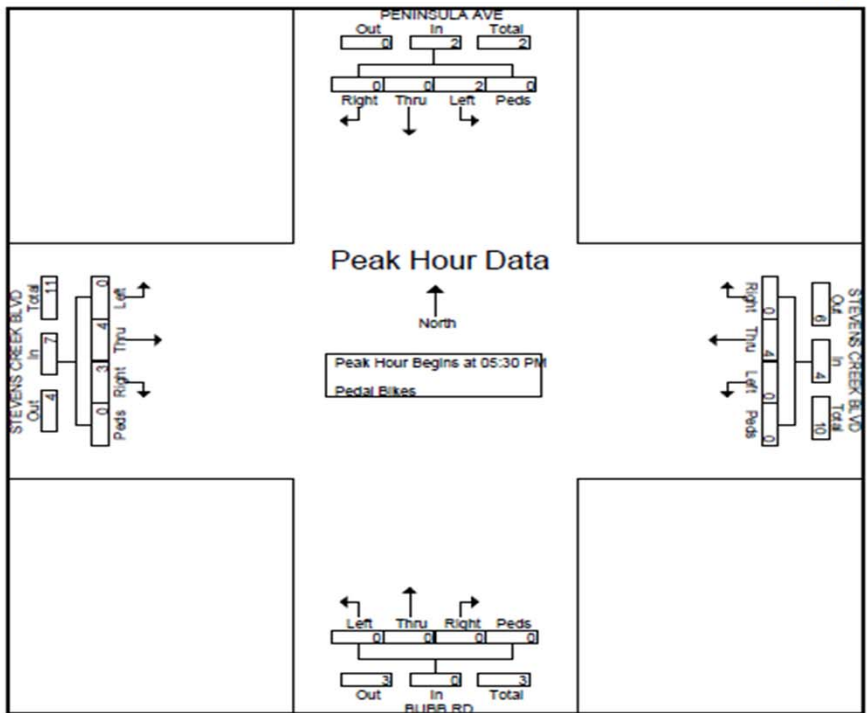 PENINSULA AVE
Out In Total
0 2 2
0 0 2 0
Right Thru Left Peds
Peak Hour Data
North
Peak Hour Begins at 05:30 PM
Pedal Bikes
STEVENS CREEK BLVD
Out In Total
4 7 11
Peds Right Thru Left
0 3 4 0
STEVENS CREEK BLVD
Out In Total
6 4 10
Right Thru Left Peds
0 4 0 0
Left Thru Right Peds
0 0 0 0
3 0 3
Out In Total
BUBB RD